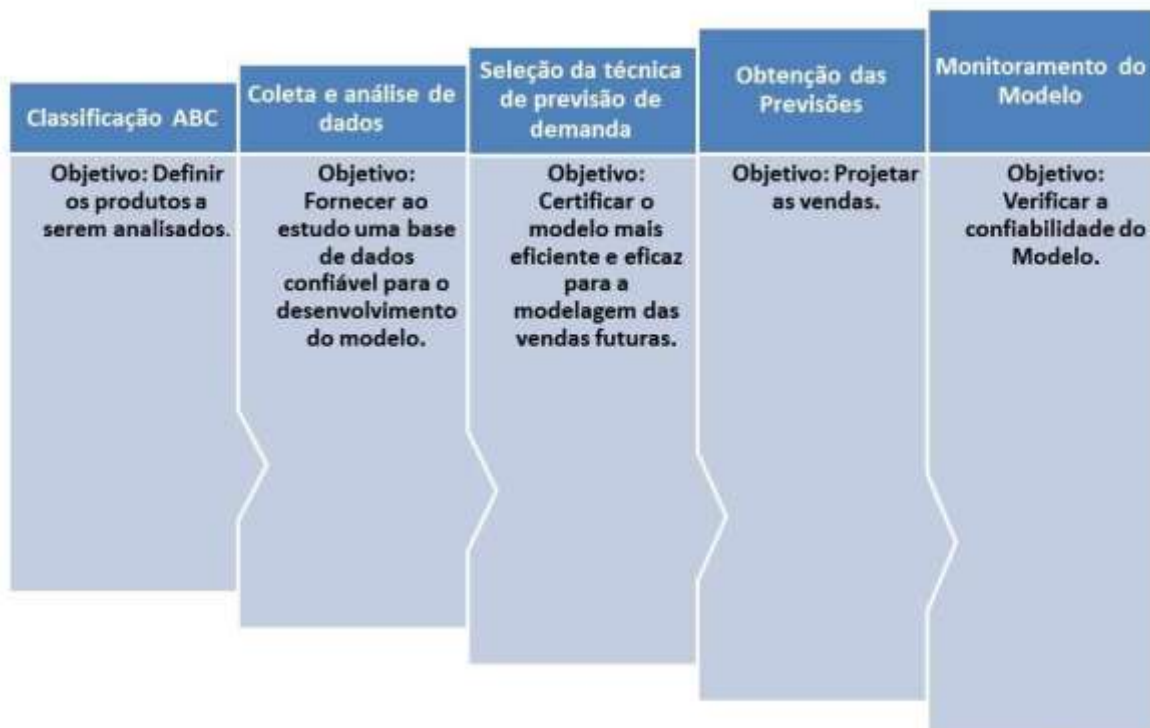 Classificação ABC
Objetivo: Definir
os produtos a
serem analisados.
Coleta e análise de
dados
Objetivo:
Fornecer ao
estudo uma base
de dados
confiável para o
desenvolvimento
do modelo.
Seleção da técnica
de previsão de
demanda
Objetivo:
Certificar o
modelo mais
eficiente e eficaz
para a
modelagem das
vendas futuras.
Obtenção das
Previsões
Objetivo: Projetar
as vendas.
Monitoramento do
Modelo
Objetivo:
Verificar a
confiabilidade do
Modelo.